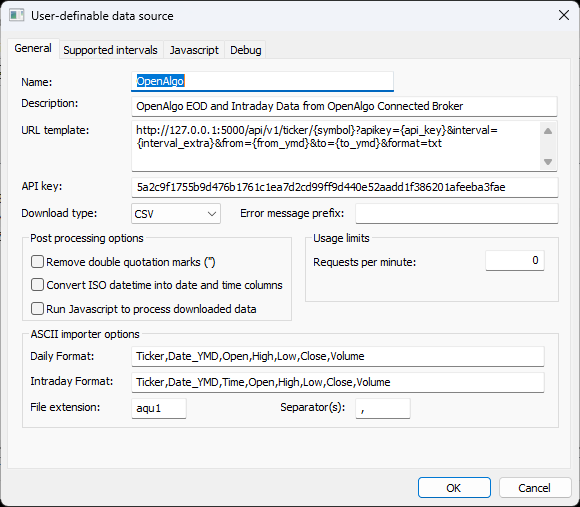 User-definable data source
General Supported intervals Javascript Debug
Name: OpenAlgo
Description: OpenAlgo EOD and Intraday Data from OpenAlgo Connected Broker
URL template: http://127.0.0.1:5000/api/v1/ticker/{symbol}?apikey={api_key}&interval=
{interval_extra}&from={from_ymd}&to={to_ymd}&format=txt
API key: 5a2c9f1755b9d476b1761c1ea7d2cd99ff9d440e52aadd1f386201afeeba3fae
Download type: CSV Error message prefix:
Post processing options
Remove double quotation marks (")
Convert ISO datetime into date and time columns
Run Javascript to process downloaded data
Usage limits
Requests per minute: 0
ASCII importer options
Daily Format: Ticker,Date_YMD,Open,High,Low,Close,Volume
Intraday Format: Ticker,Date_YMD,Time,Open,High,Low,Close,Volume
File extension: aqu1 Separator(s): ,
OK Cancel